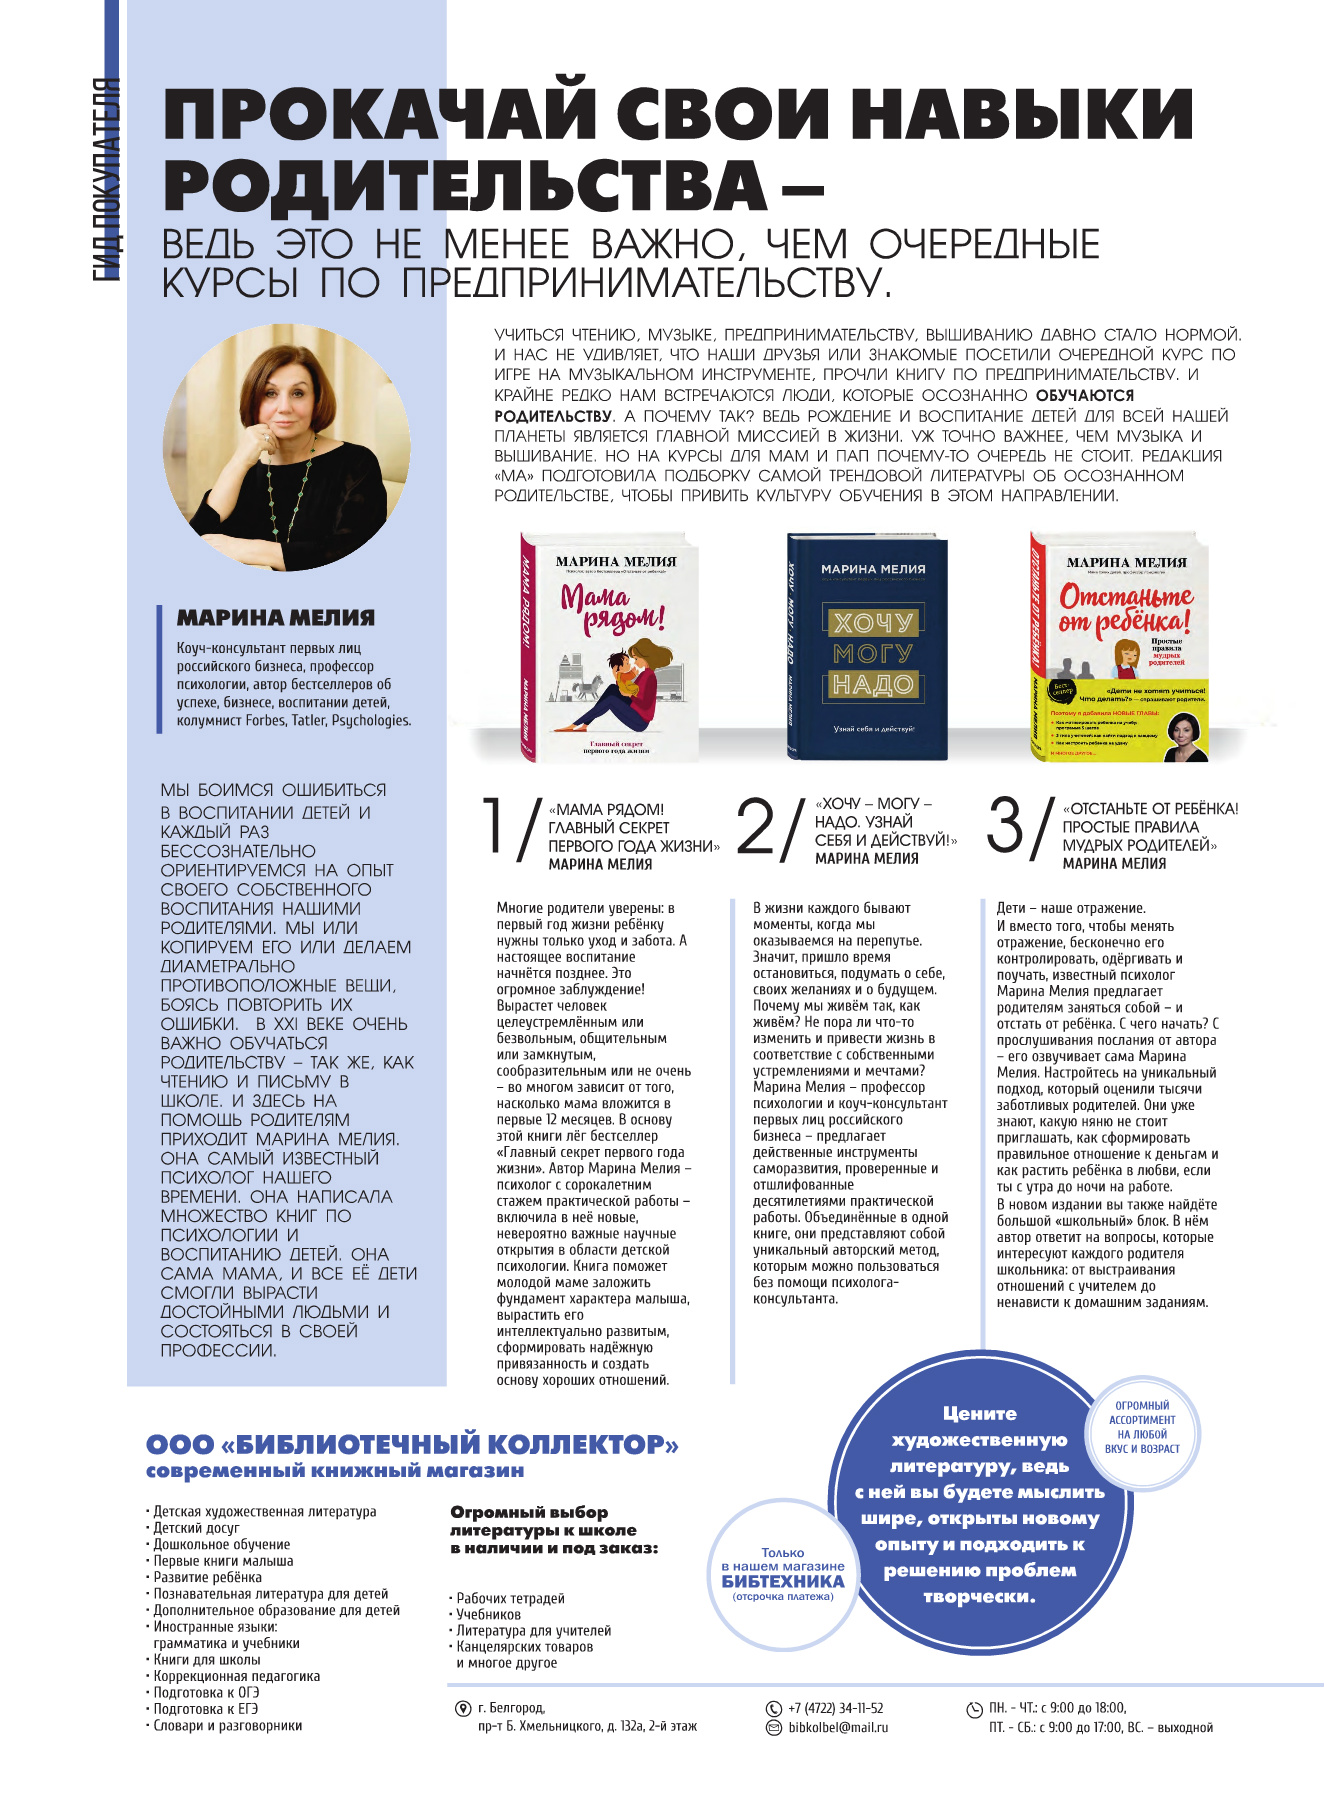 ГИД ПОКУПАТЕЛЯ
ПРОКАЧАЙ СВОИ НАВЫКИ
РОДИТЕЛЬСТВА –
ВЕДЬ ЭТО НЕ МЕНЕЕ ВАЖНО, ЧЕМ ОЧЕРЕДНЫЕ
КУРСЫ ПО ПРЕДПРИНИМАТЕЛЬСТВУ.
УЧИТЬСЯ ЧТЕНИЮ, МУЗЫКЕ, ПРЕДПРИНИМАТЕЛЬСТВУ, ВЫШИВАНИЮ ДАВНО СТАЛО НОРМОЙ.
И НАС НЕ УДИВЛЯЕТ, ЧТО НАШИ ДРУЗЬЯ ИЛИ ЗНАКОМЫЕ ПОСЕТИЛИ ОЧЕРЕДНОЙ КУРС ПО
ИГРЕ НА МУЗЫКАЛЬНОМ ИНСТРУМЕНТЕ, ПРОЧЛИ КНИГУ ПО ПРЕДПРИНИМАТЕЛЬСТВУ. И
КРАЙНЕ РЕДКО НАМ ВСТРЕЧАЮТСЯ ЛЮДИ, КОТОРЫЕ ОСОЗНАННО ОБУЧАЮТСЯ
РОДИТЕЛЬСТВУ. А ПОЧЕМУ ТАК? ВЕДЬ РОЖДЕНИЕ И ВОСПИТАНИЕ ДЕТЕЙ ДЛЯ ВСЕЙ НАШЕЙ
ПЛАНЕТЫ ЯВЛЯЕТСЯ ГЛАВНОЙ МИССИЕЙ В ЖИЗНИ. УЖ ТОЧНО ВАЖНЕЕ, ЧЕМ МУЗЫКА И
ВЫШИВАНИЕ. НО НА КУРСЫ ДЛЯ МАМ И ПАП ПОЧЕМУ-ТО ОЧЕРЕДЬ НЕ СТОИТ. РЕДАКЦИЯ
«МА» ПОДГОТОВИЛА ПОДБОРКУ САМОЙ ТРЕНДОВОЙ ЛИТЕРАТУРЫ ОБ ОСОЗНАННОМ
РОДИТЕЛЬСТВЕ, ЧТОБЫ ПРИВИТЬ КУЛЬТУРУ ОБУЧЕНИЯ В ЭТОМ НАПРАВЛЕНИИ.
МАРИНА МЕЛИЯ
Коуч-консультант первых лиц
российского бизнеса, профессор
психологии, автор бестселлеров об
успехе, бизнесе, воспитании детей,
колумнист Forbes, Tatler, Psychologies.
МЫ БОИМСЯ ОШИБИТЬСЯ
В ВОСПИТАНИИ ДЕТЕЙ И
КАЖДЫЙ РАЗ
БЕССОЗНАТЕЛЬНО
ОРИЕНТИРУЕМСЯ НА ОПЫТ
СВОЕГО СОБСТВЕННОГО
ВОСПИТАНИЯ НАШИМИ
РОДИТЕЛЯМИ. МЫ ИЛИ
КОПИРУЕМ ЕГО ИЛИ ДЕЛАЕМ
ДИАМЕТРАЛЬНО
ПРОТИВОПОЛОЖНЫЕ ВЕЩИ,
БОЯСЬ ПОВТОРИТЬ ИХ
ОШИБКИ. В XXI ВЕКЕ ОЧЕНЬ
ВАЖНО ОБУЧАТЬСЯ
РОДИТЕЛЬСТВУ – ТАК ЖЕ, КАК
ЧТЕНИЮ И ПИСЬМУ В
ШКОЛЕ. И ЗДЕСЬ НА
ПОМОЩЬ РОДИТЕЛЯМ
ПРИХОДИТ МАРИНА МЕЛИЯ.
ОНА САМЫЙ ИЗВЕСТНЫЙ
ПСИХОЛОГ НАШЕГО
ВРЕМЕНИ. ОНА НАПИСАЛА
МНОЖЕСТВО КНИГ ПО
ПСИХОЛОГИИ И
ВОСПИТАНИЮ ДЕТЕЙ. ОНА
САМА МАМА, И ВСЕ ЕЁ ДЕТИ
СМОГЛИ ВЫРАСТИ
ДОСТОЙНЫМИ ЛЮДЬМИ И
СОСТОЯТЬСЯ В СВОЕЙ
ПРОФЕССИИ.
МАМА РЯДОМ!
МАРИНА МЕЛИЯ
МАРИНА МЕЛИЯ
Мама
рядом!
Главный секрет
первого года жизни
ХОЧУ МОГУ НАДО
МАРИНА МЕЛИЯ
МАРИНА МЕЛИЯ
ХОЧУ
МОГУ
НАДО
Узнай себя и действуй!
ОТСТАНЬТЕ ОТ РЕБЁНКА!
МАРИНА МЕЛИЯ
МАРИНА МЕЛИЯ
Отстаньте
от ребёнка!
Простые
правила
мудрых
родителей
Бест-
селлер
«Дети не хотят учиться!
Что делать?» – спрашивают родители.
Поэтому я добавила НОВЫЕ ГЛАВЫ:
1/
«МАМА РЯДОМ!
ГЛАВНЫЙ СЕКРЕТ
ПЕРВОГО ГОДА ЖИЗНИ»
МАРИНА МЕЛИЯ
Многие родители уверены: в
первый год жизни ребёнку
нужны только уход и забота. А
настоящее воспитание
начнётся позднее. Это
огромное заблуждение!
Вырастет человек
целеустремлённым или
безвольным, общительным
или замкнутым,
сообразительным или не очень
– во многом зависит от того,
насколько мама вложится в
первые 12 месяцев. В основу
этой книги лёг бестселлер
«Главный секрет первого года
жизни». Автор Марина Мелия –
психолог с сорокалетним
стажем практической работы –
включила в неё новые,
невероятно важные научные
открытия в области детской
психологии. Книга поможет
молодой маме заложить
фундамент характера малыша,
вырастить его
интеллектуально развитым,
сформировать надёжную
привязанность и создать
основу хороших отношений.
2/
«ХОЧУ – МОГУ –
НАДО. УЗНАЙ
СЕБЯ И ДЕЙСТВУЙ!»
МАРИНА МЕЛИЯ
В жизни каждого бывают
моменты, когда мы
оказываемся на перепутье.
Значит, пришло время
остановиться, подумать о себе,
своих желаниях и о будущем.
Почему мы живём так, как
живём? Не пора ли что-то
изменить и привести жизнь в
соответствие с собственными
устремлениями и мечтами?
Марина Мелия – профессор
психологии и коуч-консультант
первых лиц российского
бизнеса – предлагает
действенные инструменты
саморазвития, проверенные и
отшлифованные
десятилетиями практической
работы. Объединённые в одной
книге, они представляют собой
уникальный авторский метод,
которым можно пользоваться
без помощи психолога-
консультанта.
3/
«ОТСТАНЬТЕ ОТ РЕБЁНКА!
ПРОСТЫЕ ПРАВИЛА
МУДРЫХ РОДИТЕЛЕЙ»
МАРИНА МЕЛИЯ
Дети – наше отражение.
И вместо того, чтобы менять
отражение, бесконечно его
контролировать, одёргивать и
поучать, известный психолог
Марина Мелия предлагает
родителям заняться собой – и
отстать от ребёнка. С чего начать? С
прослушивания послания от автора
– его озвучивает сама Марина
Мелия. Настройтесь на уникальный
подход, который оценили тысячи
заботливых родителей. Они уже
знают, какую няню не стоит
приглашать, как сформировать
правильное отношение к деньгам и
как растить ребёнка в любви, если
ты с утра до ночи на работе.
В новом издании вы также найдёте
большой «школьный» блок. В нём
автор ответит на вопросы, которые
интересуют каждого родителя
школьника: от выстраивания
отношений с учителем до
ненависти к домашним заданиям.
Цените
художественную
литературу, ведь
с ней вы будете мыслить
шире, открыты новому
опыту и подходить к
решению проблем
творчески.
ОГРОМНЫЙ
АССОРТИМЕНТ
НА ЛЮБОЙ
ВКУС И ВОЗРАСТ
Только
в нашем магазине
БИБТЕХНИКА
(отсрочка платежа)
ООО «БИБЛИОТЕЧНЫЙ КОЛЛЕКТОР»
современный книжный магазин
· Детская художественная литература
· Детский досуг
· Дошкольное обучение
· Первые книги малыша
· Развитие ребёнка
· Познавательная литература для детей
· Дополнительное образование для детей
· Иностранные языки:
грамматика и учебники
· Книги для школы
· Коррекционная педагогика
· Подготовка к ОГЭ
· Подготовка к ЕГЭ
· Словари и разговорники
Огромный выбор
литературы к школе
в наличии и под заказ:
· Рабочих тетрадей
· Учебников
· Литература для учителей
· Канцелярских товаров
и многое другое
г. Белгород,
пр-т Б. Хмельницкого, д. 132а, 2-й этаж
+7 (4722) 34-11-52
bibkolbel@mail.ru
ПН. - ЧТ.: с 9:00 до 18:00,
ПТ. - СБ.: с 9:00 до 17:00, ВС. – выходной